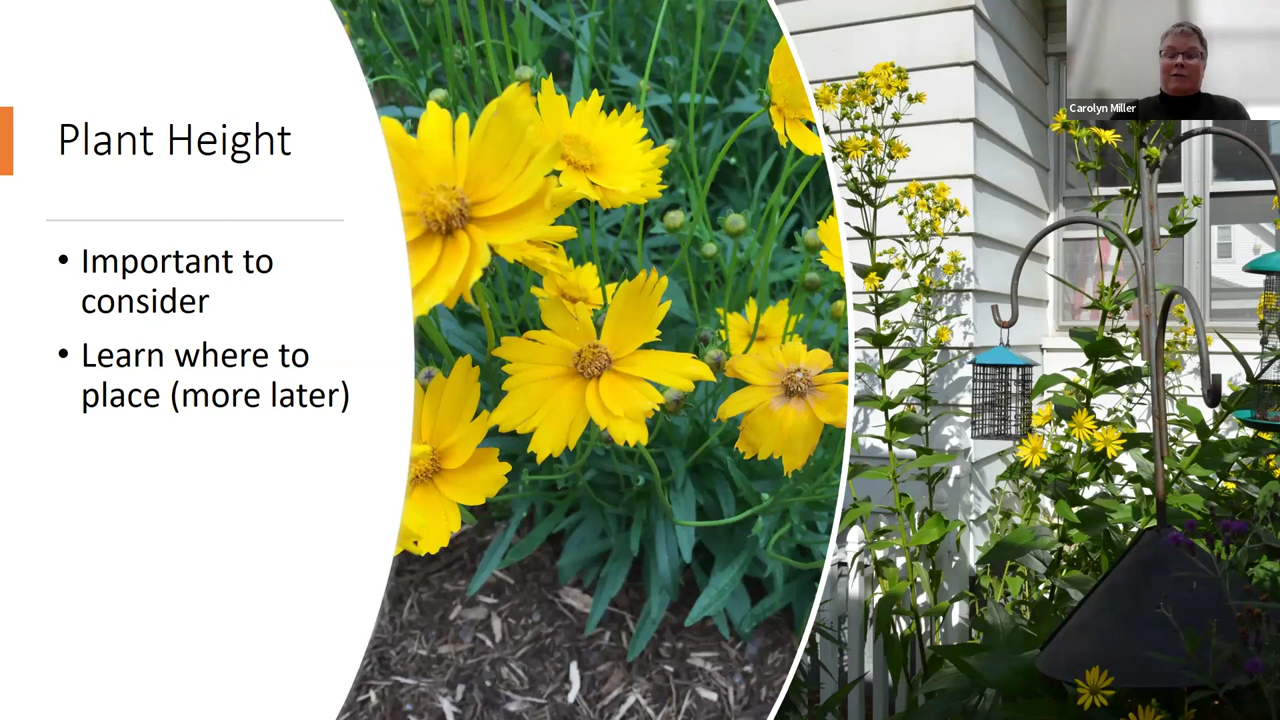 Plant Height
• Important to
consider
• Learn where to
place (more later)
Carolyn Miller